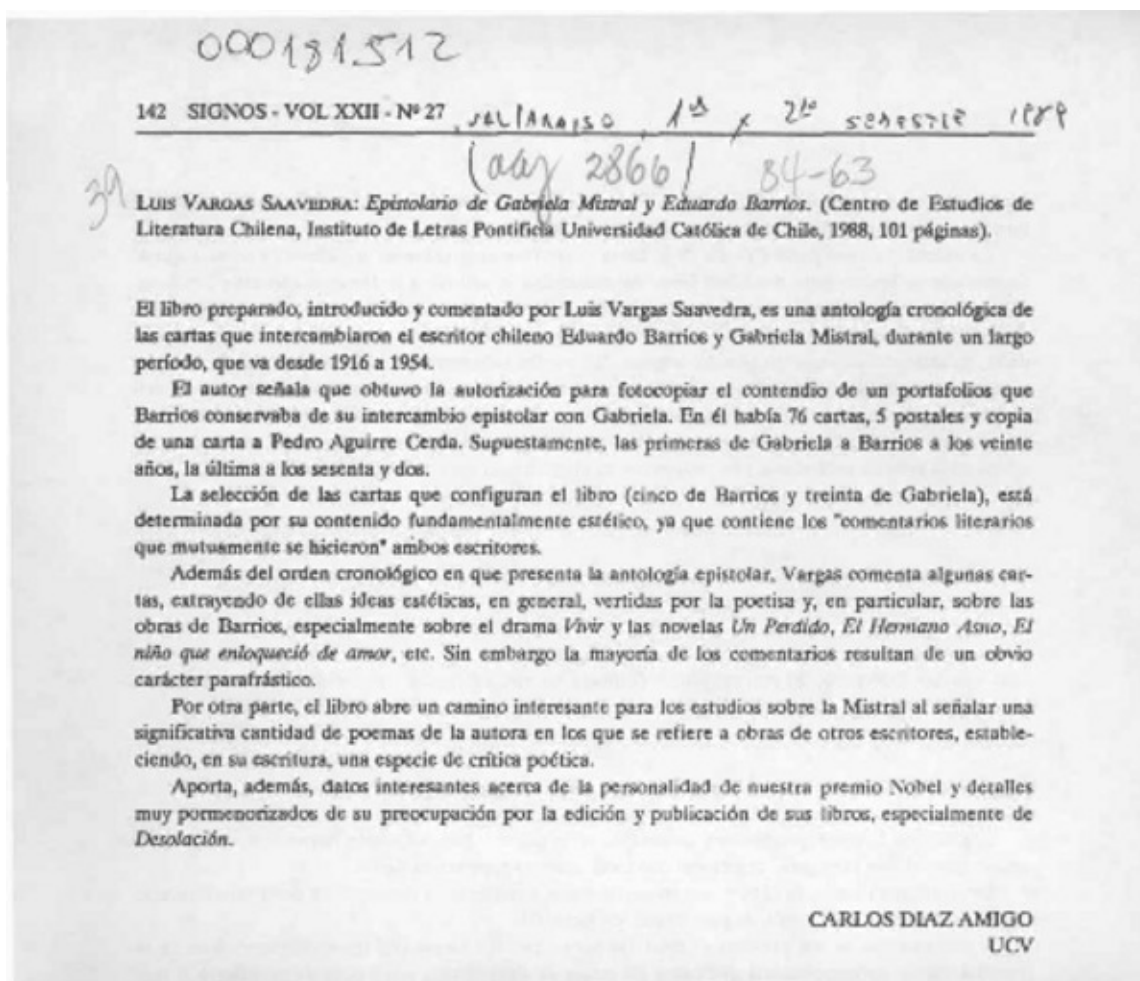 000181512
142 SIGNOS - VOL XXII - Nº 27 , VALPARAISO , 1er y 2do SEMESTRE 1989
(aaj 2866) 84-63
39
LUIS VARGAS SAAVEDRA: Epistolario de Gabriela Mistral y Eduardo Barrios. (Centro de Estudios de
Literatura Chilena, Instituto de Letras Pontificia Universidad Católica de Chile, 1988, 101 páginas).
El libro preparado, introducido y comentado por Luis Vargas Saavedra, es una antología cronológica de
las cartas que intercambiaron el escritor chileno Eduardo Barrios y Gabriela Mistral, durante un largo
período, que va desde 1916 a 1954.
El autor señala que obtuvo la autorización para fotocopiar el contendio de un portafolios que
Barrios conservaba de su intercambio epistolar con Gabriela. En él había 76 cartas, 5 postales y copia
de una carta a Pedro Aguirre Cerda. Supuestamente, las primeras de Gabriela a Barrios a los veinte
años, la última a los sesenta y dos.
La selección de las cartas que configuran el libro (cinco de Barrios y treinta de Gabriela), está
determinada por su contenido fundamentalmente estético, ya que contiene los "comentarios literarios
que mutuamente se hicieron" ambos escritores.
Además del orden cronológico en que presenta la antología epistolar, Vargas comenta algunas car-
tas, extrayendo de ellas ideas estéticas, en general, vertidas por la poetisa y, en particular, sobre las
obras de Barrios, especialmente sobre el drama Vivir y las novelas Un Perdido, El Hermano Asno, El
niño que enloqueció de amor, etc. Sin embargo la mayoría de los comentarios resultan de un obvio
carácter parafrástico.
Por otra parte, el libro abre un camino interesante para los estudios sobre la Mistral al señalar una
significativa cantidad de poemas de la autora en los que se refiere a obras de otros escritores, estable-
ciendo, en su escritura, una especie de crítica poética.
Aporta, además, datos interesantes acerca de la personalidad de nuestra premio Nobel y detalles
muy pormenorizados de su preocupación por la edición y publicación de sus libros, especialmente de
Desolación.
CARLOS DIAZ AMIGO
UCV